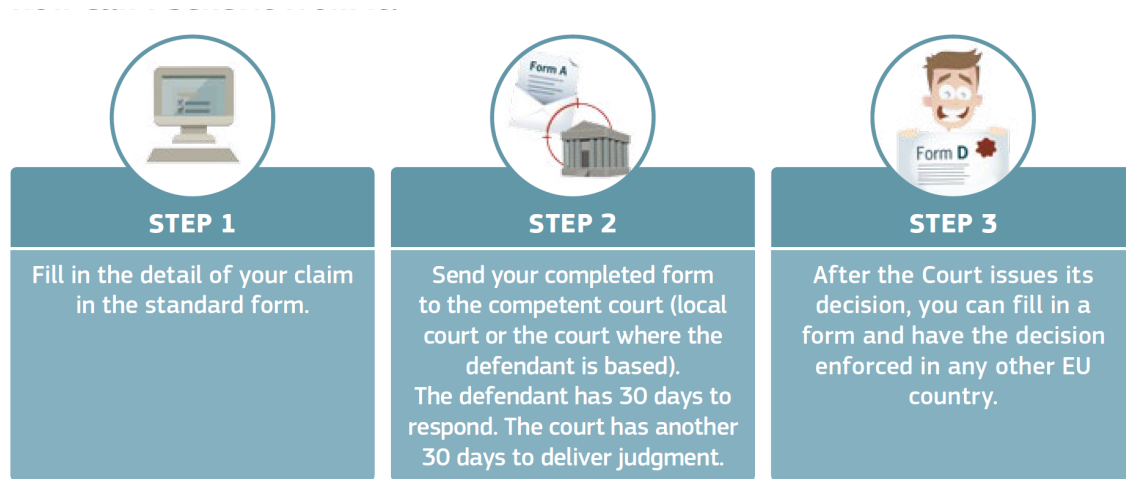 Form A
Form D
STEP 1
Fill in the detail of your claim
in the standard form.
STEP 2
Send your completed form
to the competent court (local
court or the court where the
defendant is based).
The defendant has 30 days to
respond. The court has another
30 days to deliver judgment.
STEP 3
After the Court issues its
decision, you can fill in a
form and have the decision
enforced in any other EU
country.